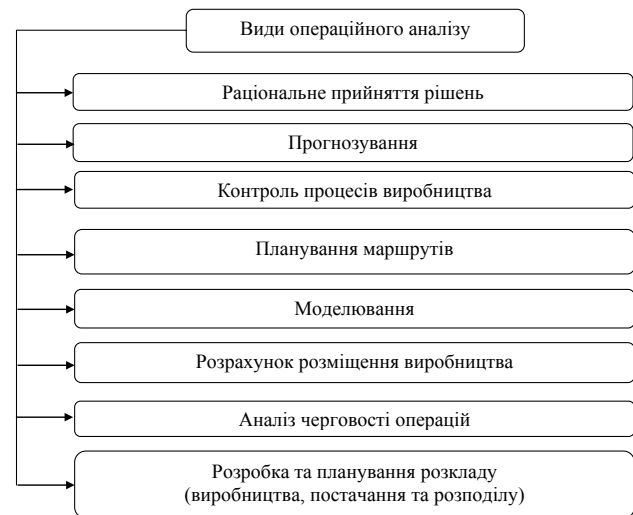 Види операційного аналізу
Раціональне прийняття рішень
Прогнозування
Контроль процесів виробництва
Планування маршрутів
Моделювання
Розрахунок розміщення виробництва
Аналіз черговості операцій
Розробка та планування розкладу
(виробництва, постачання та розподілу)